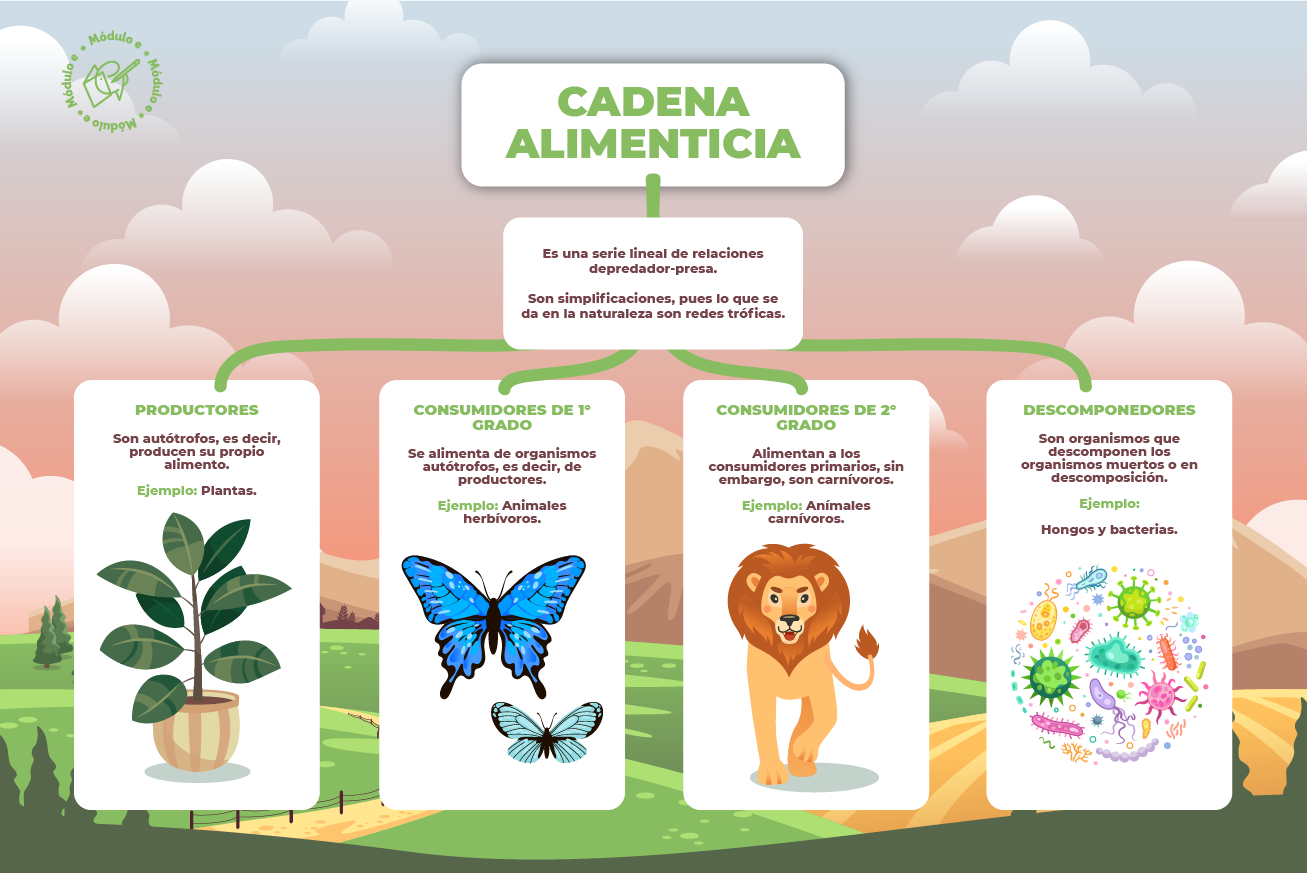 Módulo e • Módulo e • Módulo e • Módulo e •
CADENA
ALIMENTICIA
Es una serie lineal de relaciones
depredador-presa.
Son simplificaciones, pues lo que se
da en la naturaleza son redes tróficas.
PRODUCTORES
Son autótrofos, es decir,
producen su propio
alimento.
Ejemplo: Plantas.
CONSUMIDORES DE 1°
GRADO
Se alimenta de organismos
autótrofos, es decir, de
productores.
Ejemplo: Animales
herbívoros.
CONSUMIDORES DE 2°
GRADO
Alimentan a los
consumidores primarios, sin
embargo, son carnívoros.
Ejemplo: Anímales
carnívoros.
DESCOMPONEDORES
Son organismos que
descomponen los
organismos muertos o en
descomposición.
Ejemplo:
Hongos y bacterias.